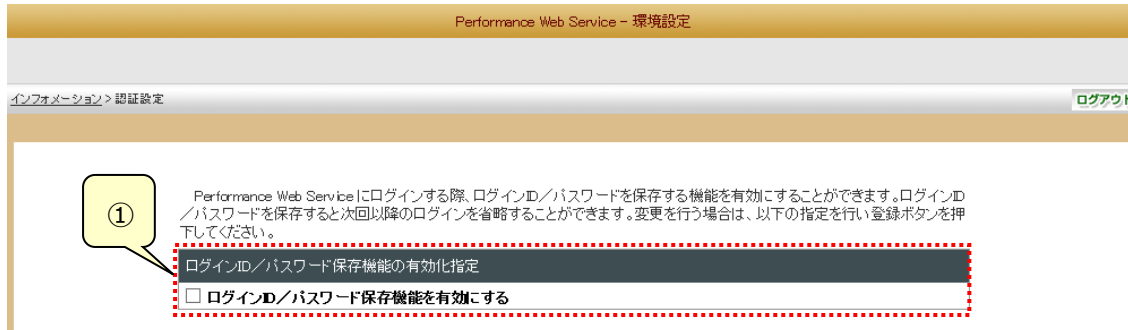 Performance Web Service - 環境設定
インフォメーション > 認証設定
ログアウト
①
Performance Web Service にログインする際、ログインID／パスワードを保存する機能を有効にすることができます。ログインID
／パスワードを保存すると次回以降のログインを省略することができます。変更を行う場合は、以下の指定を行い登録ボタンを押
下してください。
ログインID／パスワード保存機能の有効化指定
ログインID／パスワード保存機能を有効にする